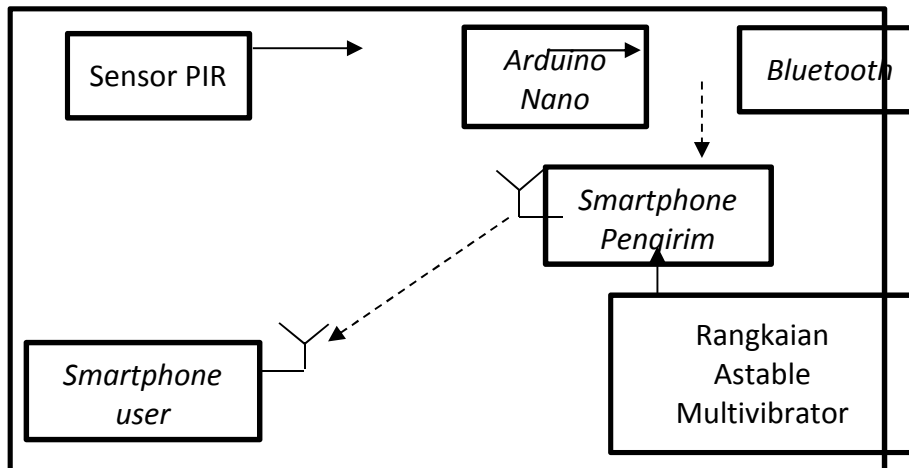 Sensor PIR
Arduino
Nano
Bluetooth
Smartphone
Pengirim
Smartphone
user
Rangkaian
Astable
Multivibrator